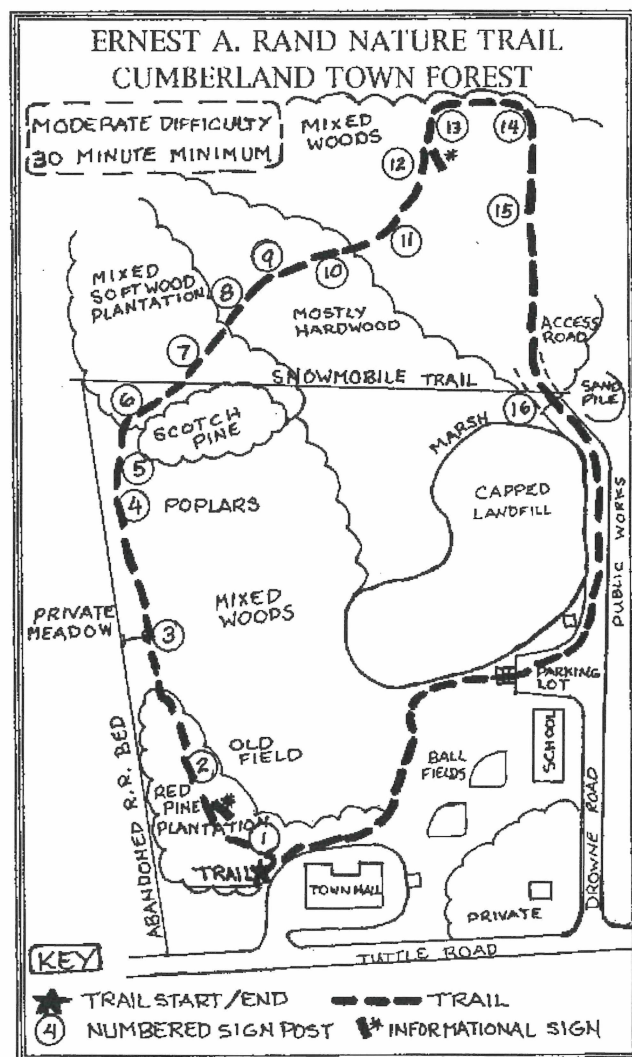 ERNEST A. RAND NATURE TRAIL
CUMBERLAND TOWN FOREST
MODERATE DIFFICULTY
30 MINUTE MINIMUM
MIXED
WOODS
13
14
12
*
15
11
9
10
MIXED
SOFTWOOD
PLANTATION
8
MOSTLY
HARDWOOD
7
ACCESS
ROAD
SNOWMOBILE TRAIL
SAND
PILE
6
16
SCOTCH
PINE
MARSH
5
4
POPLARS
CAPPED
LANDFILL
PUBLIC WORKS
MIXED
WOODS
PRIVATE
MEADOW
3
PARKING
LOT
OLD
FIELD
2
BALL
FIELDS
SCHOOL
RED
PINE
PLANTATION
*
1
ABANDONED R.R. BED
DROWNE ROAD
TRAIL
TOWN HALL
PRIVATE
TUTTLE ROAD
KEY
TRAIL START/END
TRAIL
4 NUMBERED SIGN POST
* INFORMATIONAL SIGN